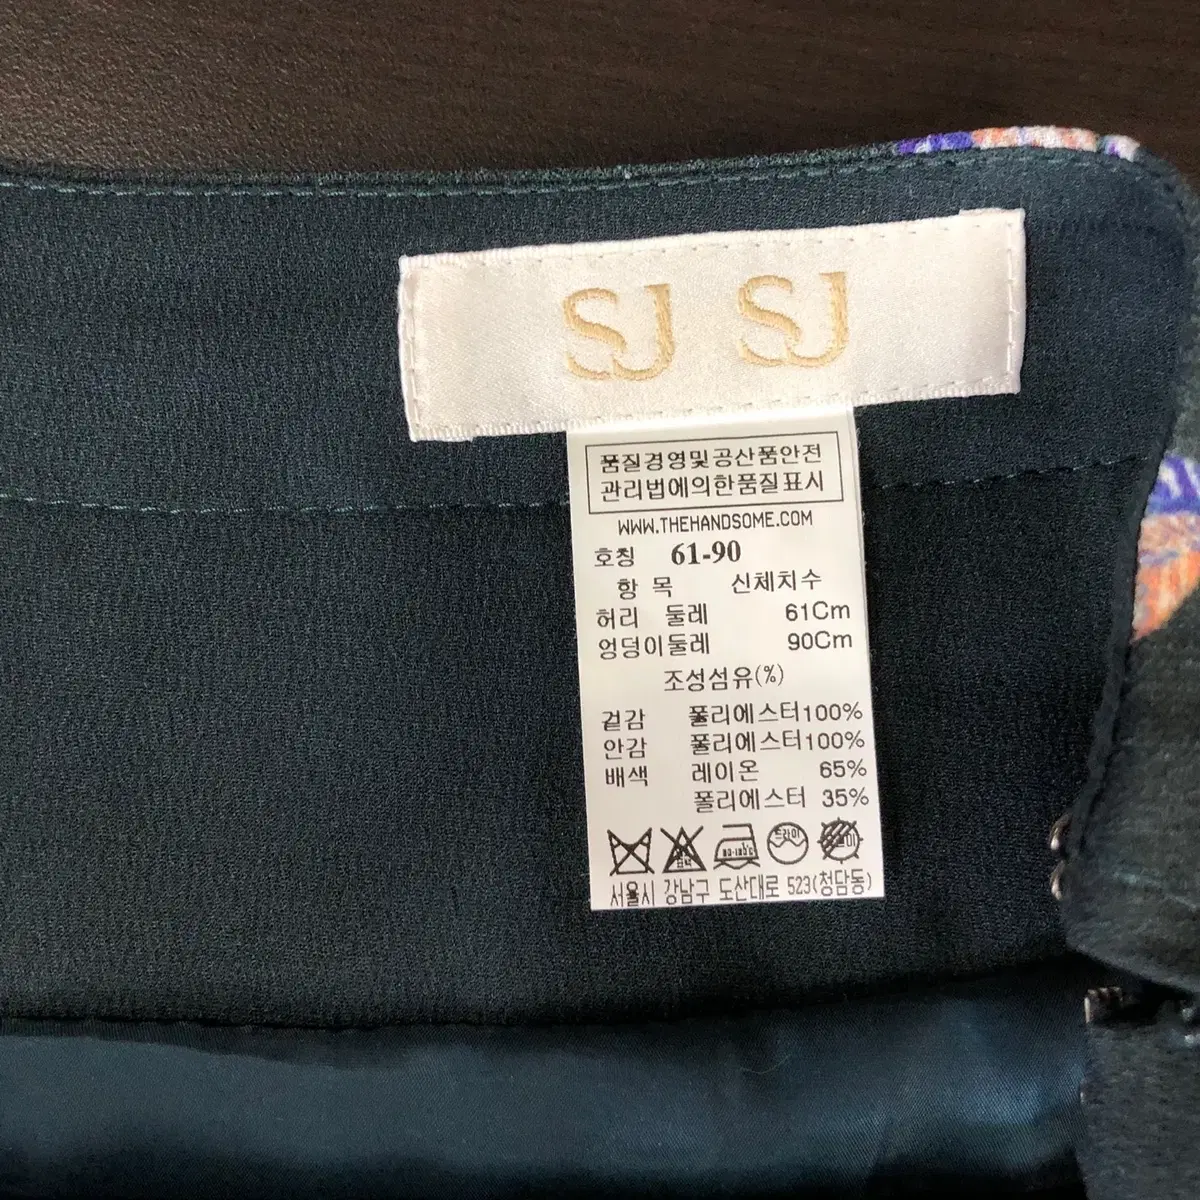 SJ SJ
품질경영및공산품안전
관리법에의한품질표시
WWW.THEHANDSOME.COM
호칭 61-90
항 목 신체치수
허리 둘레 61Cm
엉덩이둘레 90Cm
조성섬유(%)
겉감 폴리에스터100%
안감 폴리에스터100%
배색 레이온 65%
폴리에스터 35%
드라이
서울시 강남구 도산대로 523(청담동)